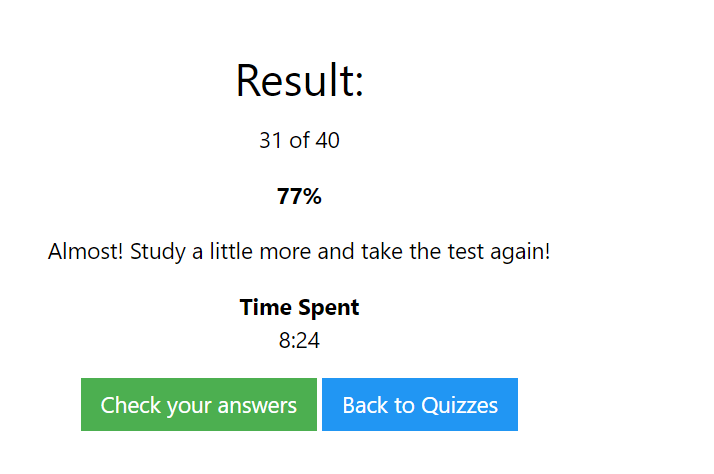 Result:
31 of 40
77%
Almost! Study a little more and take the test again!
Time Spent
8:24
Check your answers
Back to Quizzes